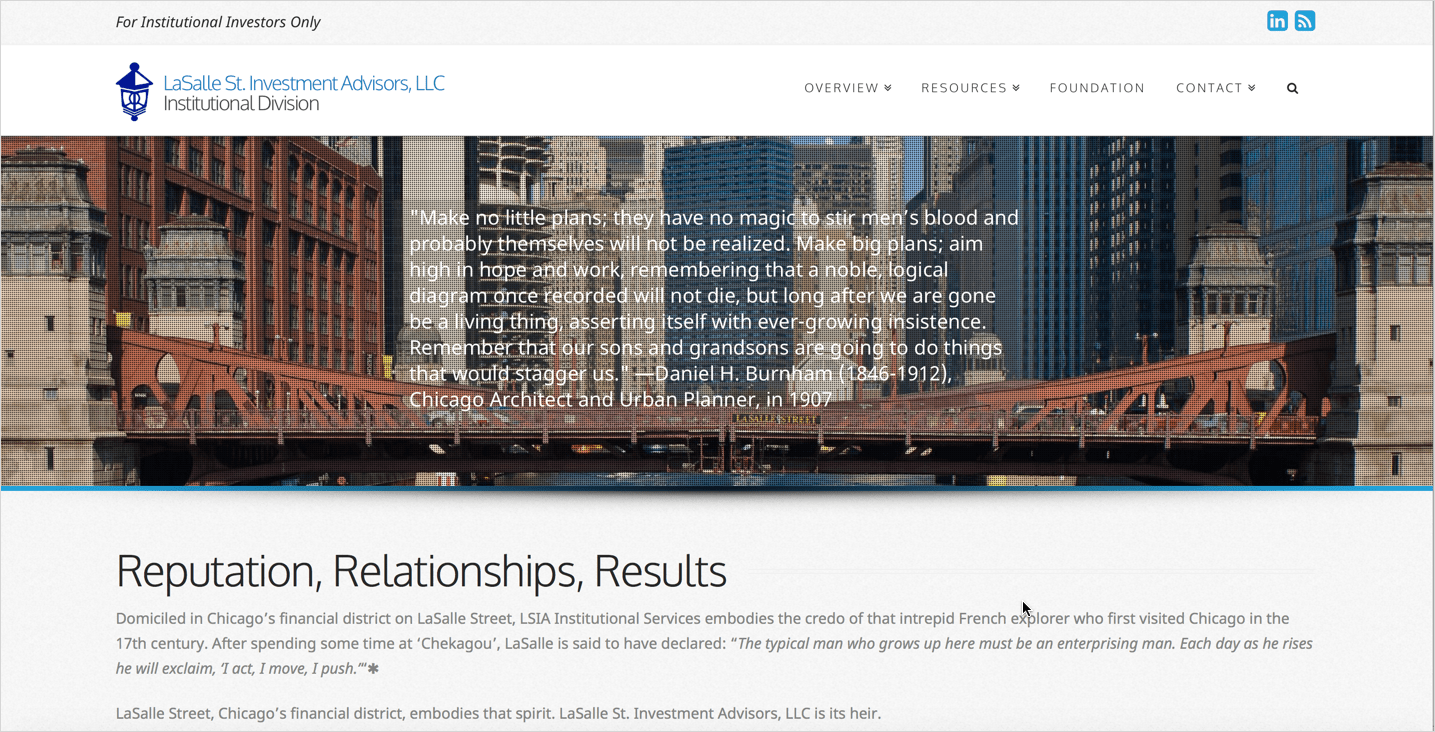 For Institutional Investors Only
LaSalle St. Investment Advisors, LLC
Institutional Division
OVERVIEW RESOURCES FOUNDATION CONTACT
"Make no little plans; they have no magic to stir men’s blood and
probably themselves will not be realized. Make big plans; aim
high in hope and work, remembering that a noble, logical
diagram once recorded will not die, but long after we are gone
be a living thing, asserting itself with ever-growing insistence.
Remember that our sons and grandsons are going to do things
that would stagger us." —Daniel H. Burnham (1846-1912),
Chicago Architect and Urban Planner, in 1907
LASALLE STREET
Reputation, Relationships, Results
Domiciled in Chicago’s financial district on LaSalle Street, LSIA Institutional Services embodies the credo of that intrepid French explorer who first visited Chicago in the
17th century. After spending some time at ‘Chekagou’, LaSalle is said to have declared: “The typical man who grows up here must be an enterprising man. Each day as he rises
he will exclaim, ‘I act, I move, I push.’“✱
LaSalle Street, Chicago’s financial district, embodies that spirit. LaSalle St. Investment Advisors, LLC is its heir.